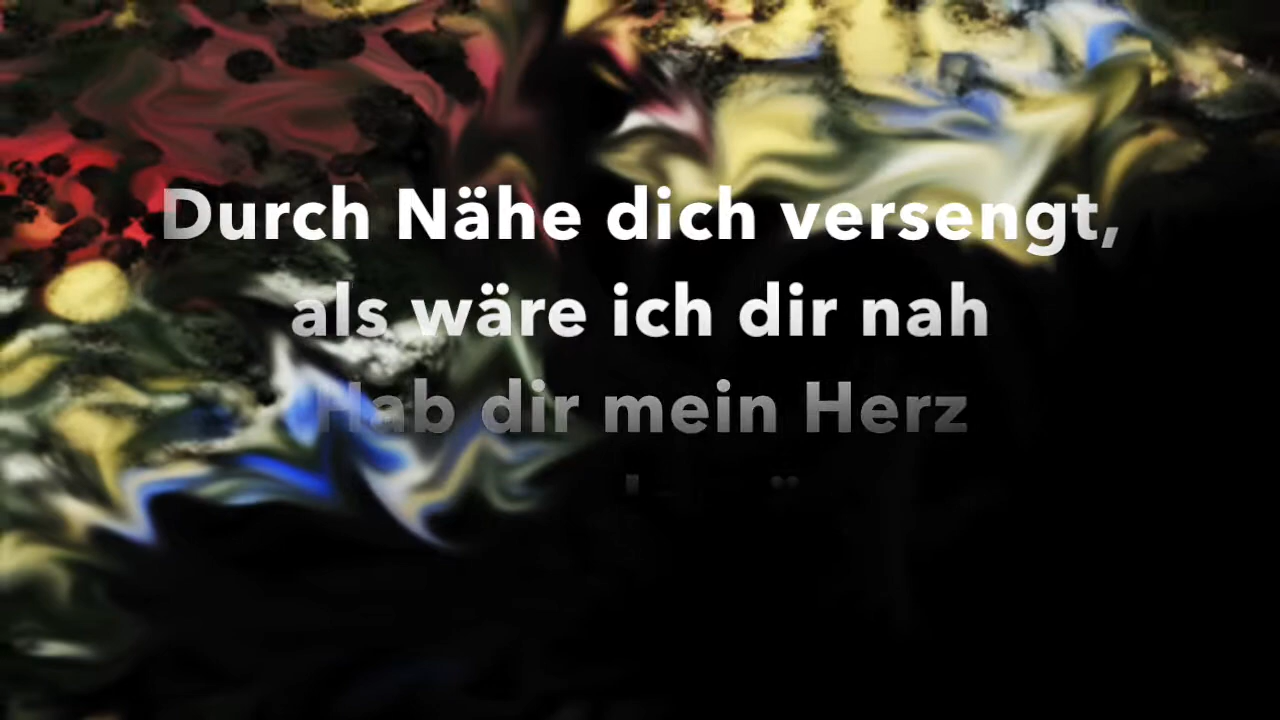 Durch Nähe dich versengt,
als wäre ich dir nah
Hab dir mein Herz